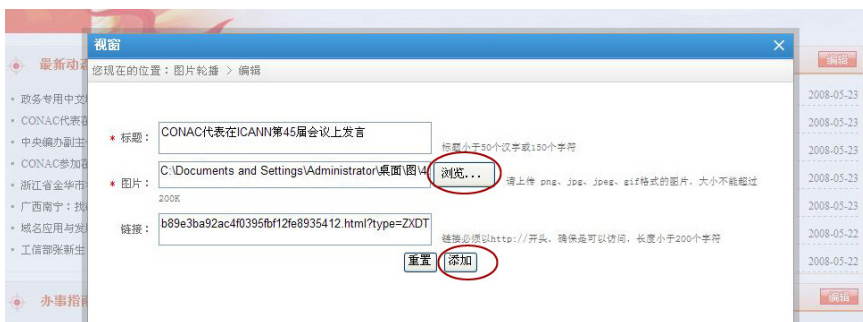 视窗
×
最新动
编辑
您现在的位置：图片轮播 > 编辑
政务专用中文
2008-05-23
CONAC代表
2008-05-23
* 标题：
CONAC代表在ICANN第45届会议上发言
标题小于50个汉字或150个字符
中央编办副主
2008-05-23
CONAC参加
2008-05-23
* 图片：
C:\Documents and Settings\Administrator\桌面\图\4
浏览...
请上传 png、jpg、jpeg、gif格式的图片，大小不能超过
200K
浙江省金华市
2008-05-23
广西南宁：找
2008-05-23
链接：
b89e3ba92ac4f0395fbf12fe8935412.html?type=ZXDT
链接必须以http://开头，确保是可以访问，长度小于200个字符
域名应用与发
2008-05-22
工信部张新生
2008-05-22
重置
添加
办事指
编辑